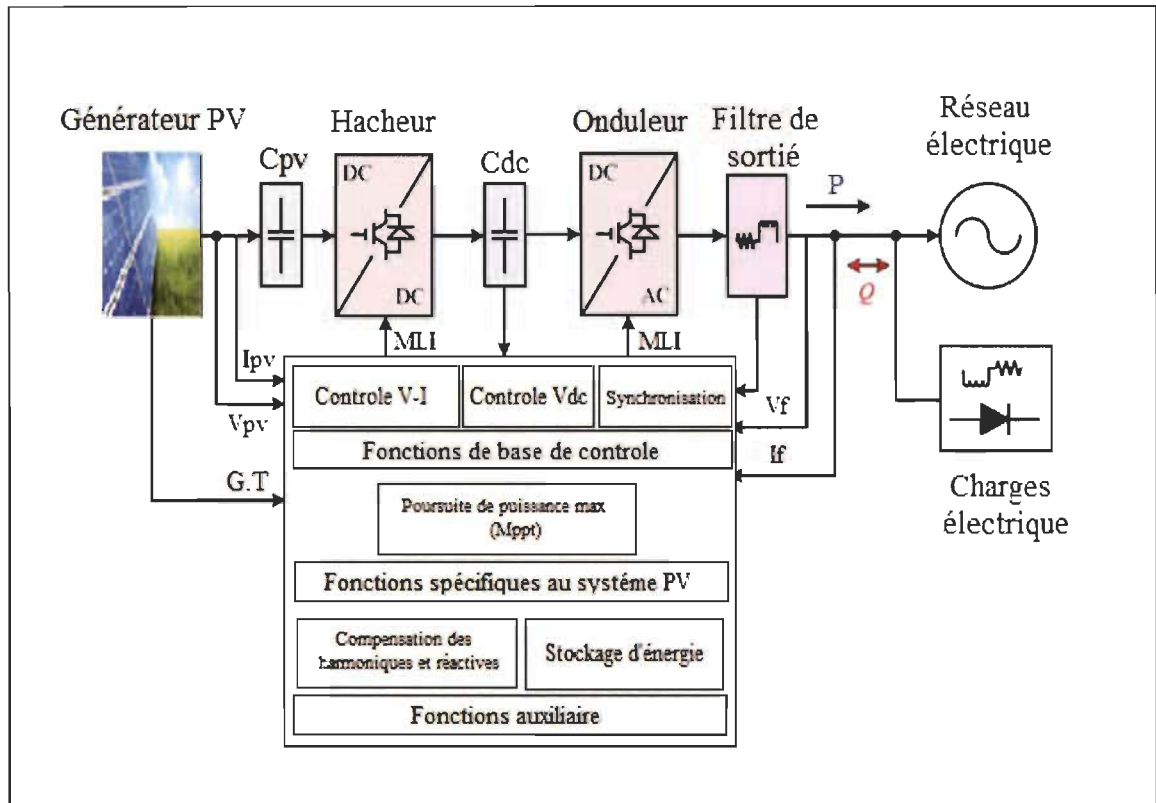 Générateur PV
Hacheur
Onduleur
Filtre de
sortié
Réseau
électrique
Cpv
Cdc
DC
DC
DC
AC
P
Q
MLI
MLI
Ipv
Vpv
G.T
Vf
If
Controle V-I
Controle Vdc
Synchronisation
Fonctions de base de controle
Poursuite de puissance max
(Mppt)
Fonctions spécifiques au systéme PV
Compensation des
harmoniques et réactives
Stockage d'énergie
Fonctions auxiliaire
Charges
électrique